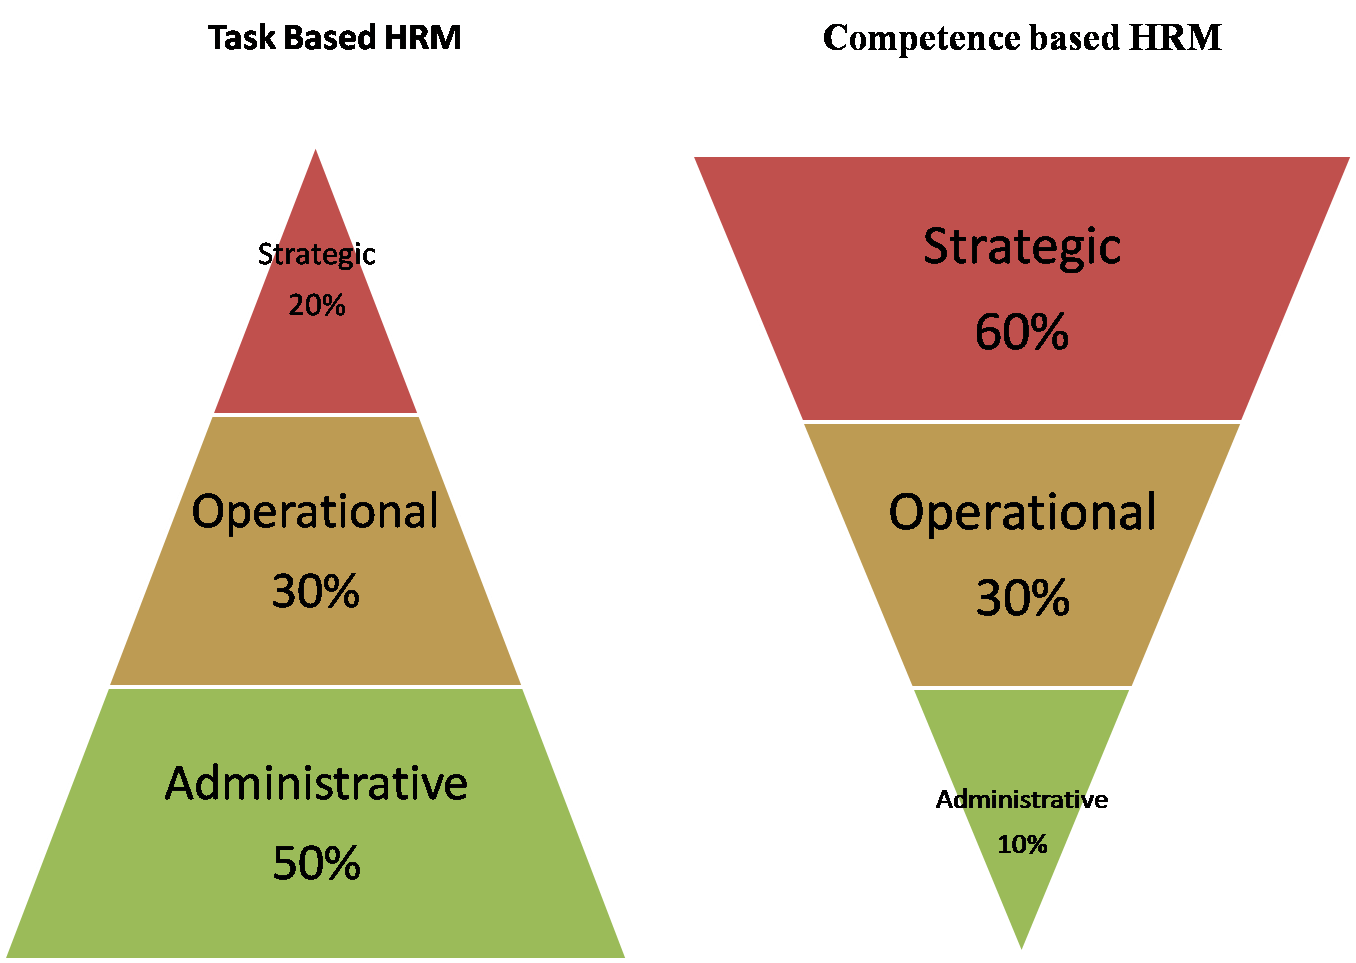 Task Based HRM
Strategic
20%
Operational
30%
Administrative
50%
Competence based HRM
Strategic
60%
Operational
30%
Administrative
10%